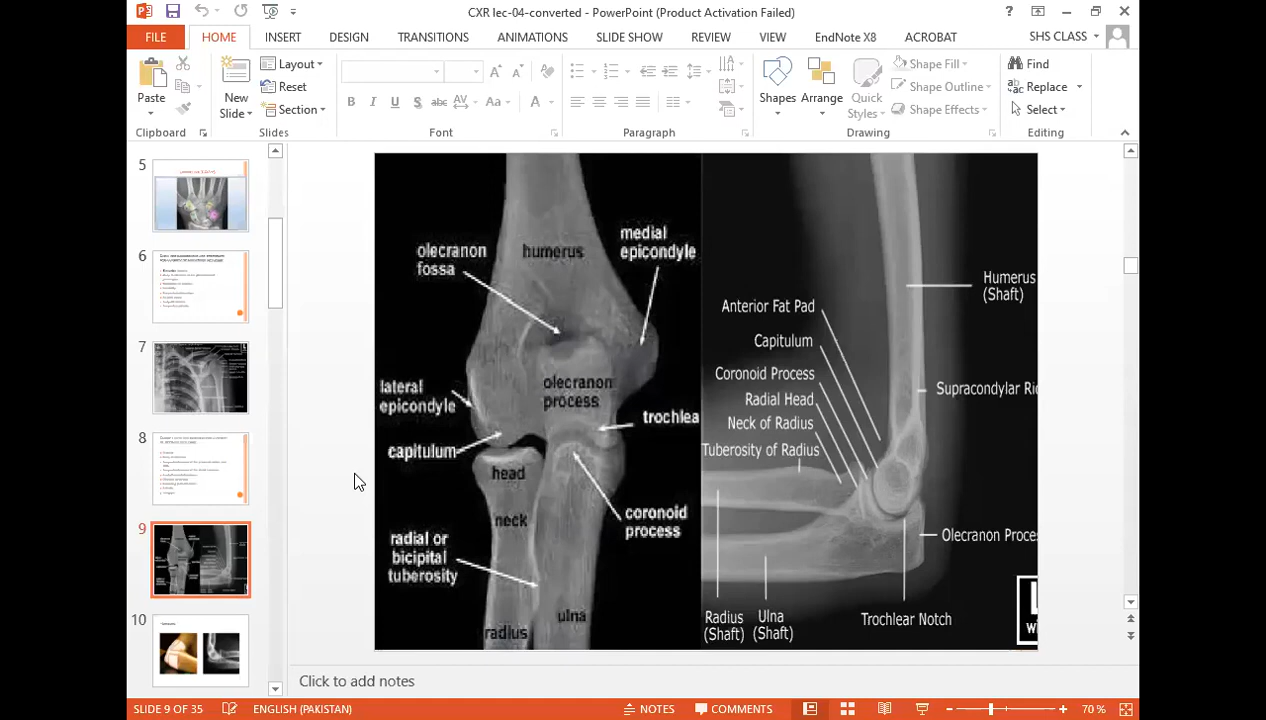 CXR lec-04-converted - PowerPoint (Product Activation Failed)
FILE HOME INSERT DESIGN TRANSITIONS ANIMATIONS SLIDE SHOW REVIEW VIEW EndNote X8 ACROBAT SHS CLASS
Paste
Clipboard
New Slide
Layout
Reset
Section
Slides
Font
Paragraph
Shapes
Arrange
Quick Styles
Shape Fill
Shape Outline
Shape Effects
Drawing
Find
Replace
Select
Editing
5
6
7
8
9
10
olecranon
fossa
humerus
medial
epicondyle
lateral
epicondyle
olecranon
process
trochlea
capitulum
head
neck
coronoid
process
radial or
bicipital
tuberosity
ulna
radius
Humerus
(Shaft)
Anterior Fat Pad
Capitulum
Coronoid Process
Radial Head
Neck of Radius
Tuberosity of Radius
Supracondylar Rid
Olecranon Proces
Trochlear Notch
Radius
(Shaft)
Ulna
(Shaft)
Click to add notes
SLIDE 9 OF 35 ENGLISH (PAKISTAN) NOTES COMMENTS 70 %